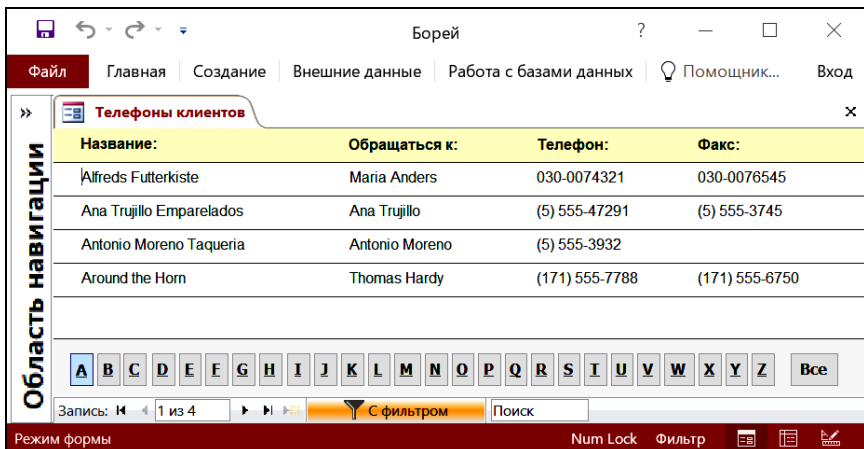 Борей ?
Файл Главная Создание Внешние данные Работа с базами данных Помощник... Вход
» Телефоны клиентов x
Область навигации
Название: Обращаться к: Телефон: Факс:
Alfreds Futterkiste Maria Anders 030-0074321 030-0076545
Ana Trujillo Emparelados Ana Trujillo (5) 555-47291 (5) 555-3745
Antonio Moreno Taqueria Antonio Moreno (5) 555-3932
Around the Horn Thomas Hardy (171) 555-7788 (171) 555-6750
A B C D E F G H I J K L M N O P Q R S T U V W X Y Z Все
Запись: 1 из 4 С фильтром Поиск
Режим формы Num Lock Фильтр